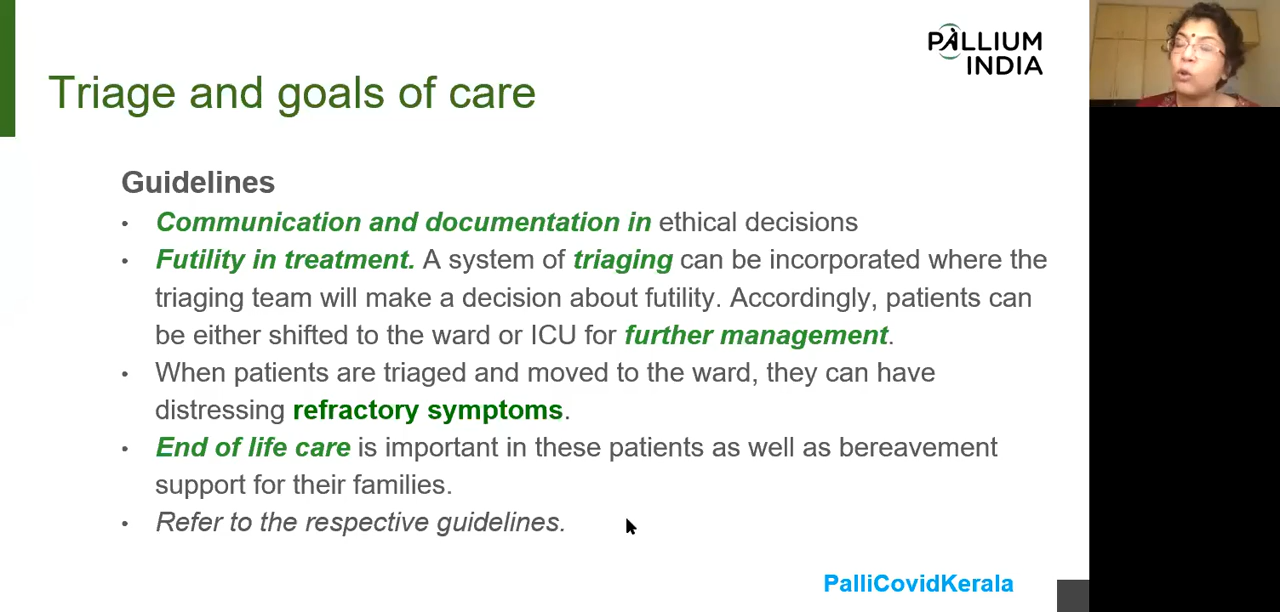 PALLIUM
INDIA
Triage and goals of care
Guidelines
• Communication and documentation in ethical decisions
• Futility in treatment. A system of triaging can be incorporated where the
triaging team will make a decision about futility. Accordingly, patients can
be either shifted to the ward or ICU for further management.
• When patients are triaged and moved to the ward, they can have
distressing refractory symptoms.
• End of life care is important in these patients as well as bereavement
support for their families.
• Refer to the respective guidelines.
PalliCovidKerala